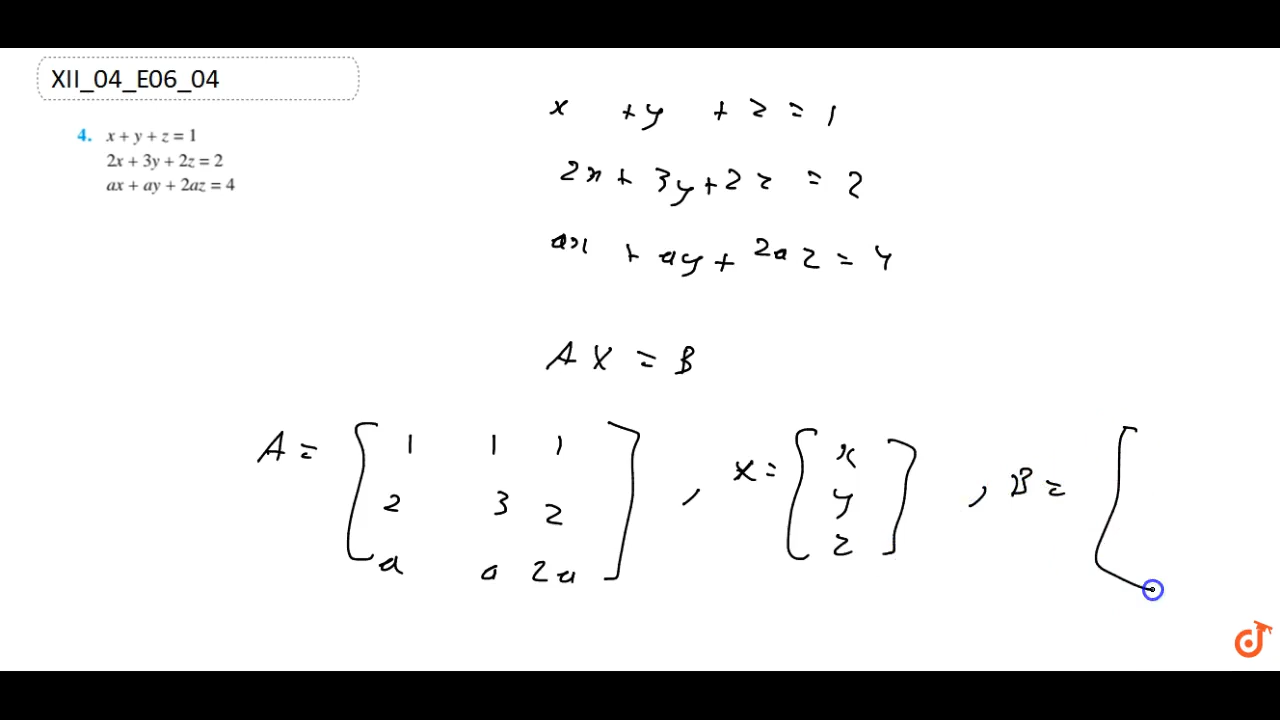 XII_04_E06_04
4. x + y + z = 1
2x + 3y + 2z = 2
ax + ay + 2az = 4
x + y + z = 1
2x + 3y + 2z = 2
ax + ay + 2az = 4
A X = B
A = [ 1 1 1 ] , X = [ x ] , B = [
2 3 2 y
a a 2a z